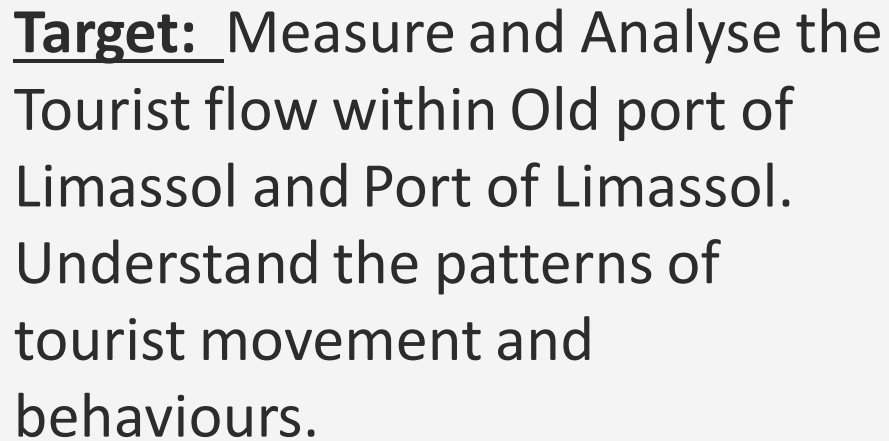 Target: Measure and Analyse the
Tourist flow within Old port of
Limassol and Port of Limassol.
Understand the patterns of
tourist movement and
behaviours.